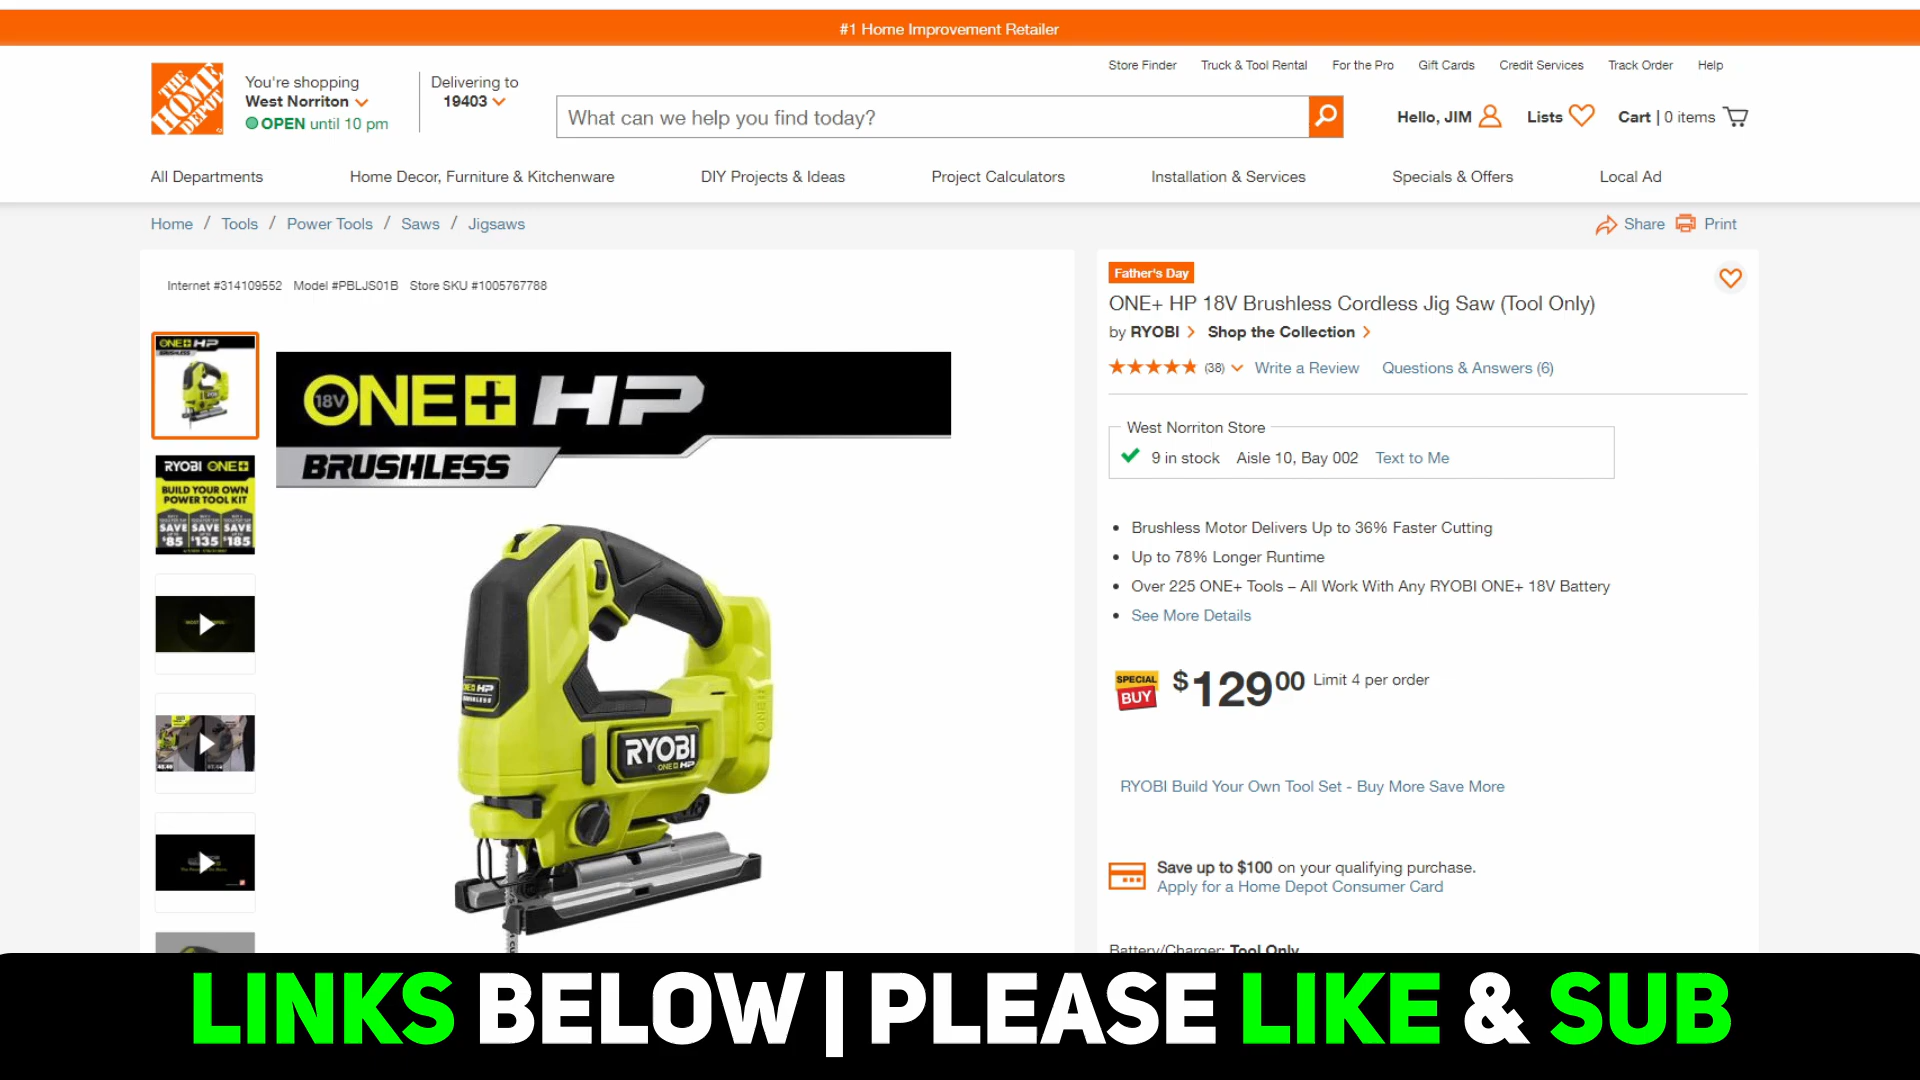 #1 Home Improvement Retailer
Store Finder Truck & Tool Rental For the Pro Gift Cards Credit Services Track Order Help
THE HOME DEPOT
You're shopping
West Norriton
OPEN until 10 pm
Delivering to
19403
What can we help you find today?
Hello, JIM
Lists
Cart | 0 items
All Departments Home Decor, Furniture & Kitchenware DIY Projects & Ideas Project Calculators Installation & Services Specials & Offers Local Ad
Home / Tools / Power Tools / Saws / Jigsaws
Share Print
Internet #314109552 Model #PBLJS01B Store SKU #1005767788
ONE+ HP
BRUSHLESS
RYOBI ONE+
BUILD YOUR OWN
POWER TOOL KIT
SAVE SAVE SAVE
$85 $135 $185
18V ONE+ HP
BRUSHLESS
ONE+ HP
BRUSHLESS
ONE+
RYOBI
ONE+ HP
Father's Day
ONE+ HP 18V Brushless Cordless Jig Saw (Tool Only)
by RYOBI > Shop the Collection >
(38) Write a Review Questions & Answers (6)
West Norriton Store
9 in stock Aisle 10, Bay 002 Text to Me
• Brushless Motor Delivers Up to 36% Faster Cutting
• Up to 78% Longer Runtime
• Over 225 ONE+ Tools – All Work With Any RYOBI ONE+ 18V Battery
• See More Details
SPECIAL
BUY
$12900 Limit 4 per order
RYOBI Build Your Own Tool Set - Buy More Save More
Save up to $100 on your qualifying purchase.
Apply for a Home Depot Consumer Card
Battery/Charger: Tool Only
LINKS BELOW | PLEASE LIKE & SUB